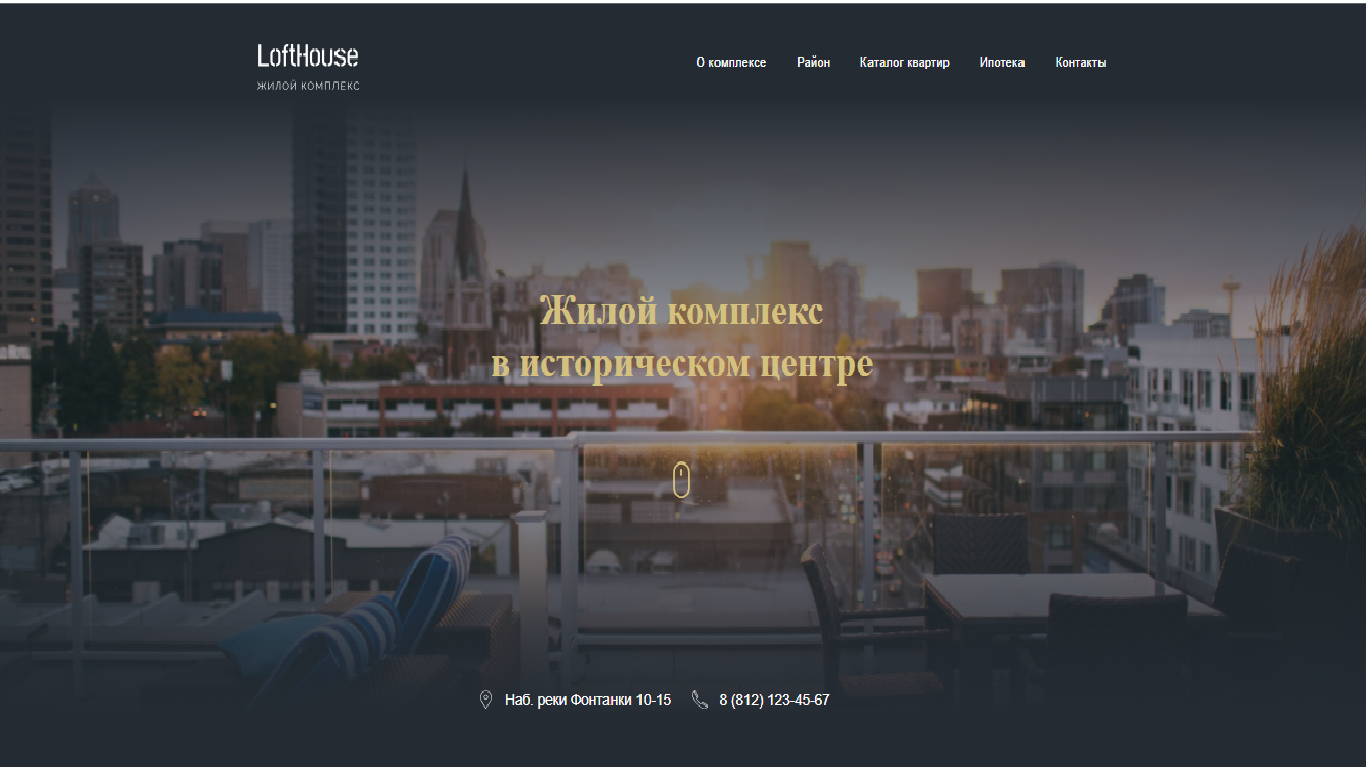 LoftHouse
ЖИЛОЙ КОМПЛЕКС
О комплексе Район Каталог квартир Ипотека Контакты
Жилой комплекс
в историческом центре
Наб. реки Фонтанки 10-15 8 (812) 123-45-67